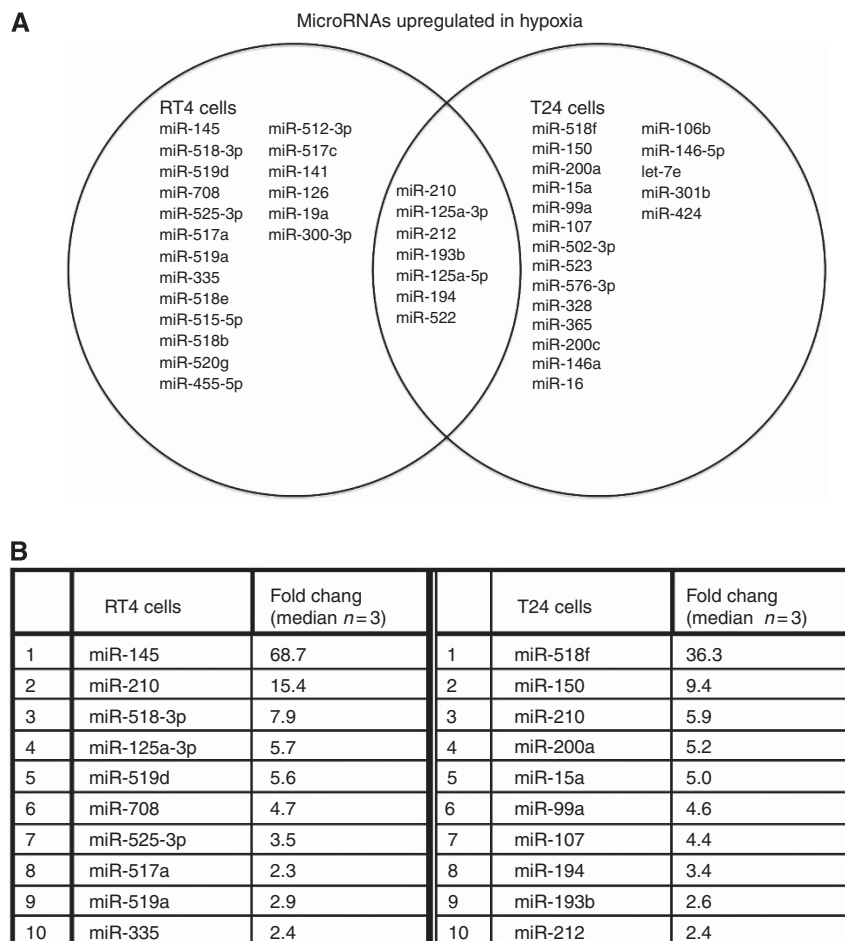 A
MicroRNAs upregulated in hypoxia
RT4 cells
miR-145
miR-518-3p
miR-519d
miR-708
miR-525-3p
miR-517a
miR-519a
miR-335
miR-518e
miR-515-5p
miR-518b
miR-520g
miR-455-5p
miR-512-3p
miR-517c
miR-141
miR-126
miR-19a
miR-300-3p
miR-210
miR-125a-3p
miR-212
miR-193b
miR-125a-5p
miR-194
miR-522
T24 cells
miR-518f
miR-150
miR-200a
miR-15a
miR-99a
miR-107
miR-502-3p
miR-523
miR-576-3p
miR-328
miR-365
miR-200c
miR-146a
miR-16
miR-106b
miR-146-5p
let-7e
miR-301b
miR-424
B
RT4 cells Fold chang (median n=3) T24 cells Fold chang (median n=3)
1 miR-145 68.7 1 miR-518f 36.3
2 miR-210 15.4 2 miR-150 9.4
3 miR-518-3p 7.9 3 miR-210 5.9
4 miR-125a-3p 5.7 4 miR-200a 5.2
5 miR-519d 5.6 5 miR-15a 5.0
6 miR-708 4.7 6 miR-99a 4.6
7 miR-525-3p 3.5 7 miR-107 4.4
8 miR-517a 2.3 8 miR-194 3.4
9 miR-519a 2.9 9 miR-193b 2.6
10 miR-335 2.4 10 miR-212 2.4